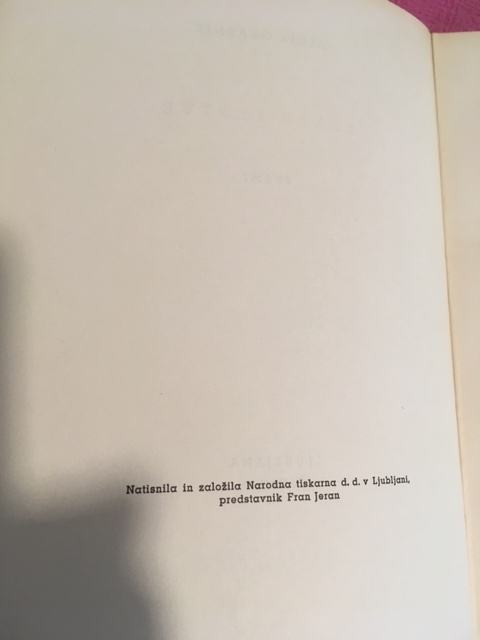 Natisnila in založila Narodna tiskarna d. d. v Ljubljani,
predstavnik Fran Jeran